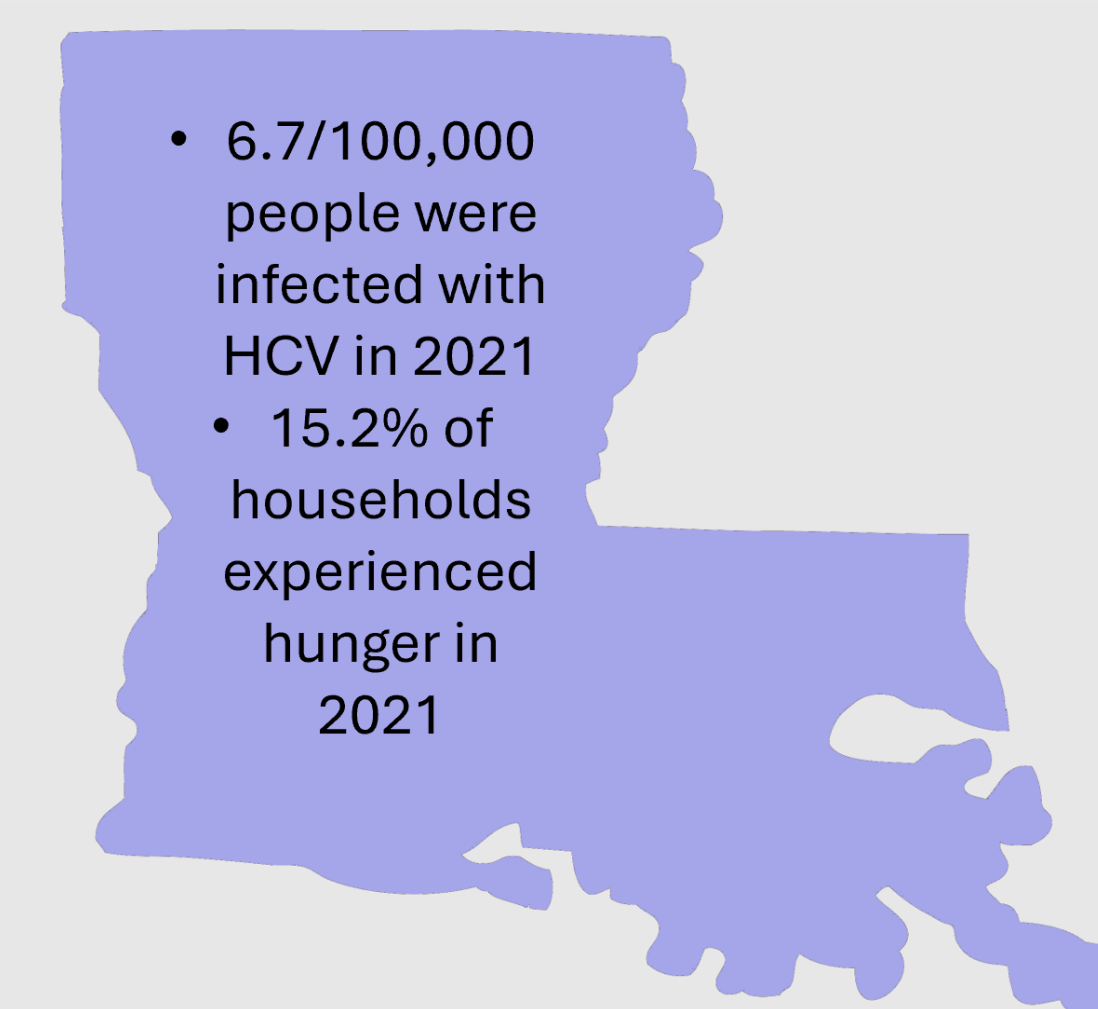 • 6.7/100,000
people were
infected with
HCV in 2021
• 15.2% of
households
experienced
hunger in
2021